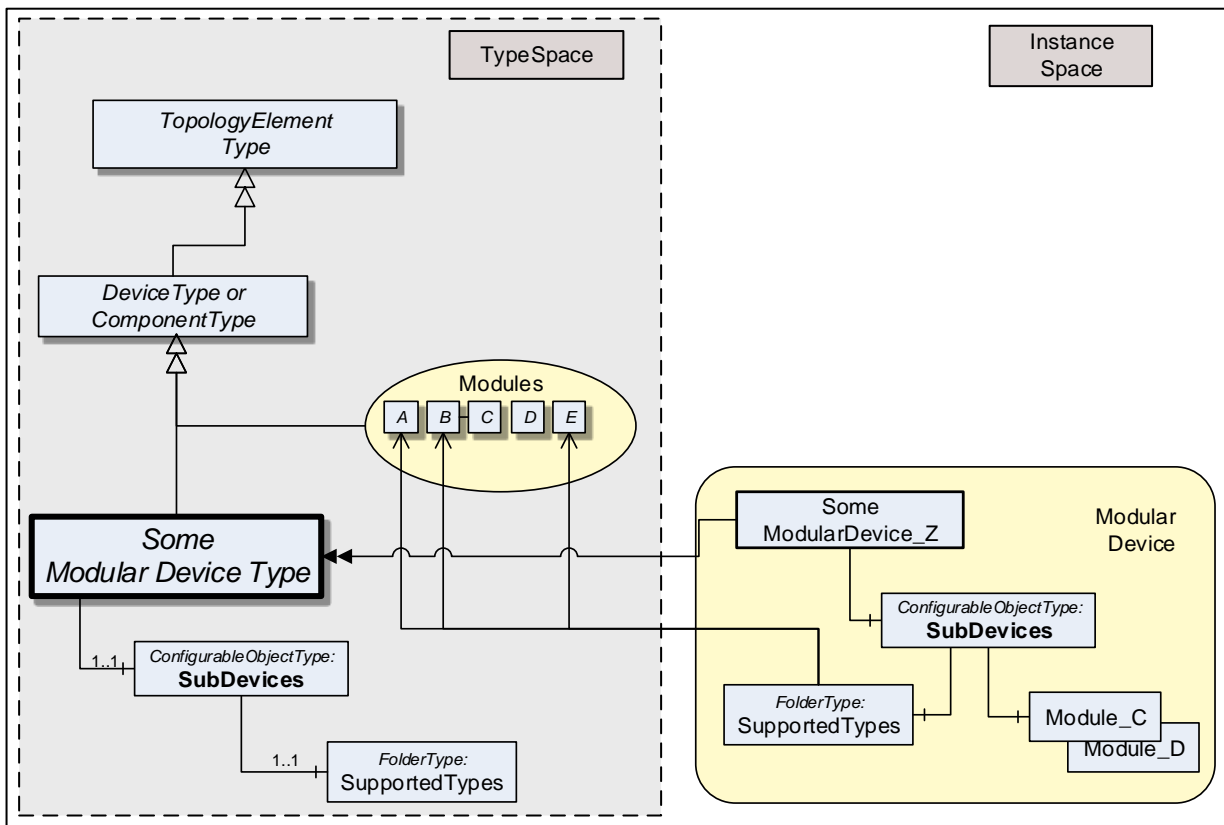 TypeSpace
Instance
Space
TopologyElement
Type
DeviceType or
ComponentType
Modules
A B C D E
Some
Modular Device Type
Some
ModularDevice_Z
Modular
Device
ConfigurableObjectType:
SubDevices
1..1
ConfigurableObjectType:
SubDevices
FolderType:
SupportedTypes
Module_C
Module_D
1..1
FolderType:
SupportedTypes